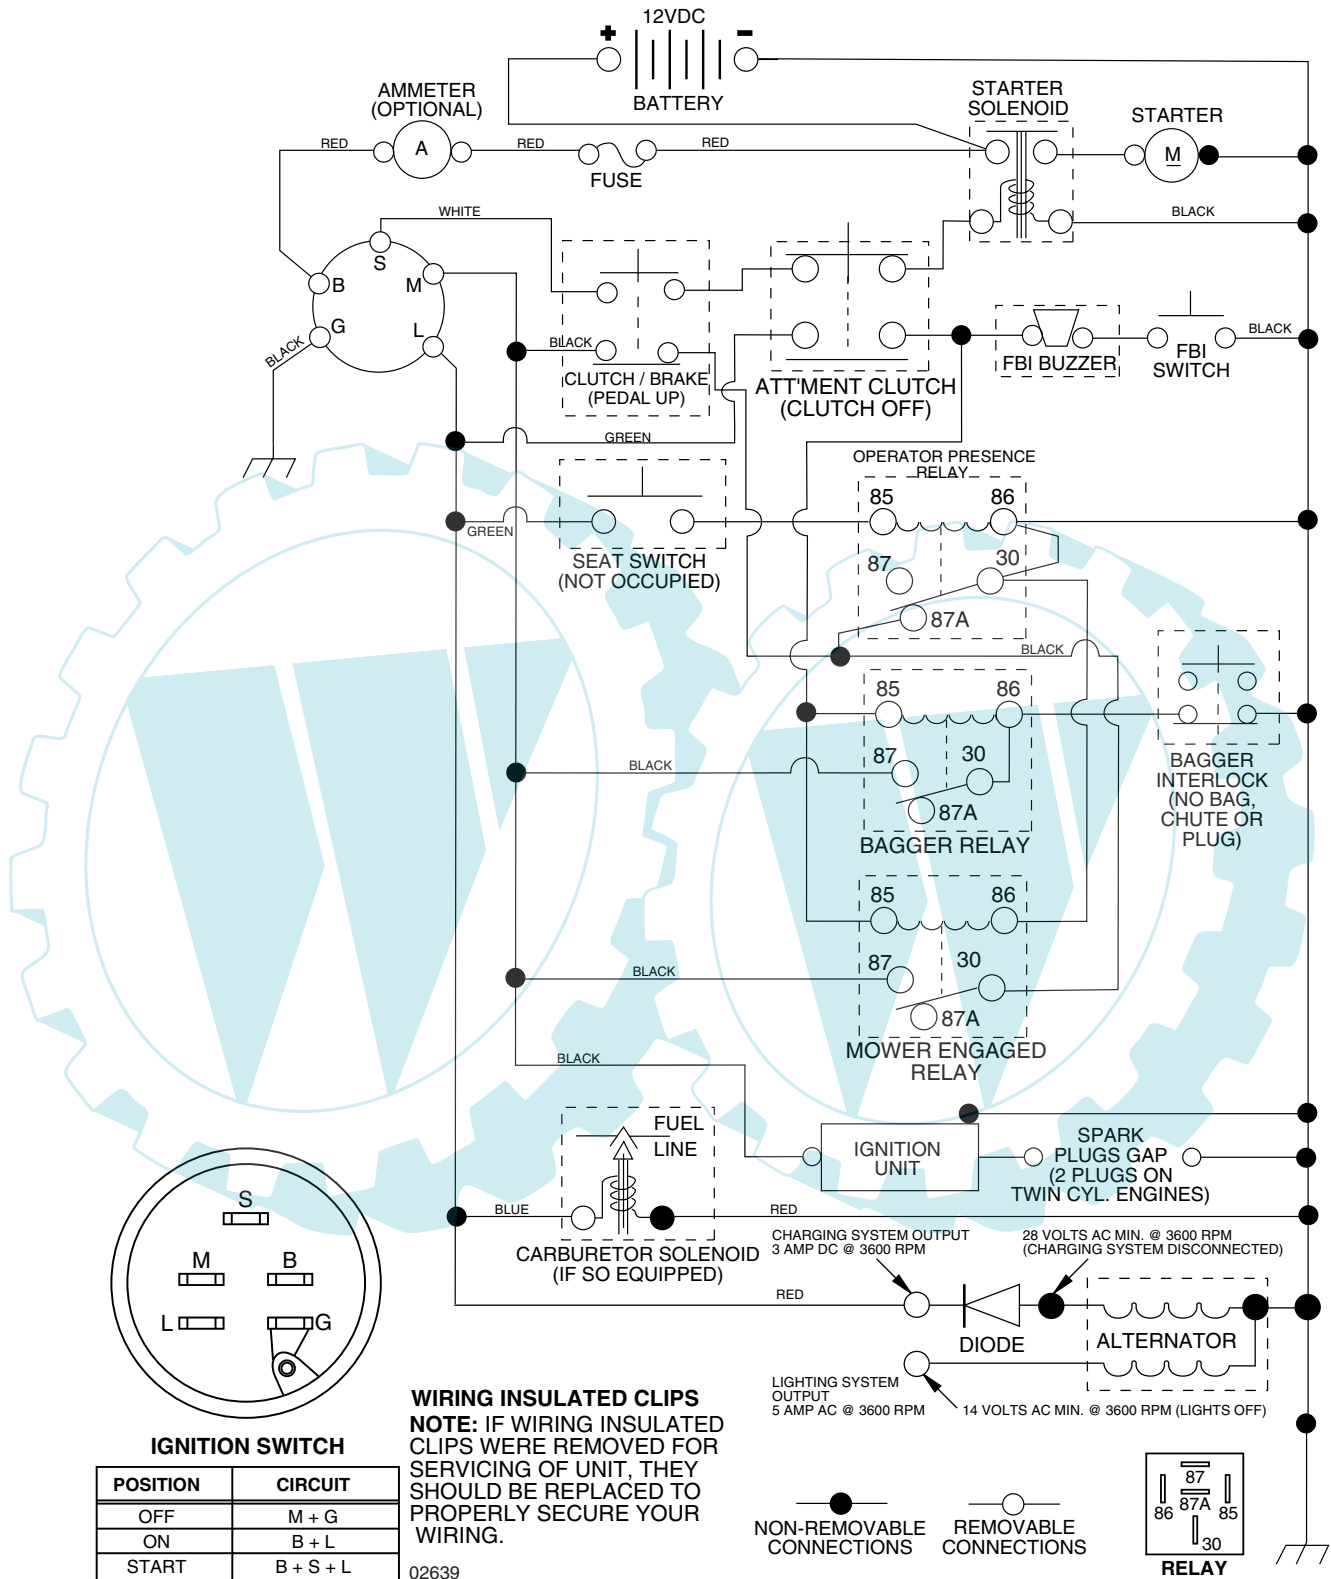 12VDC
+
-
BATTERY
AMMETER
(OPTIONAL)
A
RED
RED
FUSE
RED
STARTER
SOLENOID
STARTER
M
BLACK
WHITE
S
B
M
G
L
BLACK
BLACK
CLUTCH / BRAKE
(PEDAL UP)
ATT'MENT CLUTCH
(CLUTCH OFF)
FBI BUZZER
FBI
SWITCH
BLACK
GREEN
GREEN
SEAT SWITCH
(NOT OCCUPIED)
OPERATOR PRESENCE
RELAY
85
86
87
30
87A
BLACK
85
86
87
30
87A
BLACK
BAGGER RELAY
BAGGER
INTERLOCK
(NO BAG,
CHUTE OR
PLUG)
85
86
87
30
87A
BLACK
MOWER ENGAGED
RELAY
BLACK
FUEL
LINE
IGNITION
UNIT
SPARK
PLUGS GAP
(2 PLUGS ON
TWIN CYL. ENGINES)
BLUE
RED
CARBURETOR SOLENOID
(IF SO EQUIPPED)
CHARGING SYSTEM OUTPUT
3 AMP DC @ 3600 RPM
28 VOLTS AC MIN. @ 3600 RPM
(CHARGING SYSTEM DISCONNECTED)
RED
DIODE
ALTERNATOR
LIGHTING SYSTEM
OUTPUT
5 AMP AC @ 3600 RPM
14 VOLTS AC MIN. @ 3600 RPM (LIGHTS OFF)
S
M
B
L
G
IGNITION SWITCH
POSITION CIRCUIT
OFF M + G
ON B + L
START B + S + L
WIRING INSULATED CLIPS
NOTE: IF WIRING INSULATED
CLIPS WERE REMOVED FOR
SERVICING OF UNIT, THEY
SHOULD BE REPLACED TO
PROPERLY SECURE YOUR
WIRING.
02639
NON-REMOVABLE
CONNECTIONS
REMOVABLE
CONNECTIONS
87
87A
86
85
30
RELAY